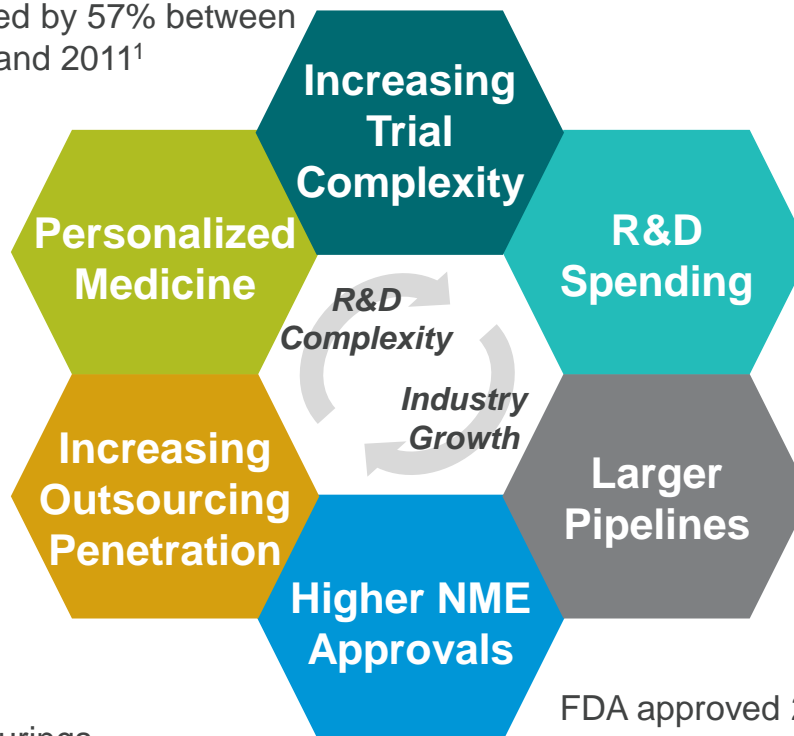 ed by 57% between
and 2011¹
Increasing
Trial
Complexity
Personalized
Medicine
R&D
Spending
R&D
Complexity
Industry
Growth
Increasing
Outsourcing
Penetration
Larger
Pipelines
Higher NME
Approvals
FDA approved